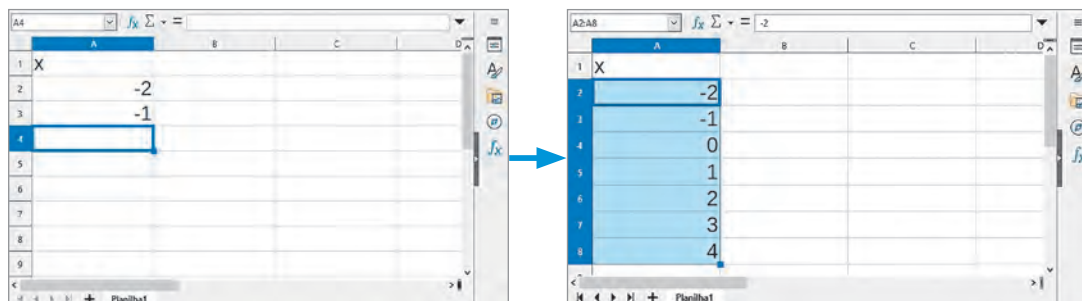 A4
fx Σ =
A B C D
1 X
2 -2
3 -1
4
5
6
7
8
9
Planilha1
A2:A8
fx Σ = -2
A B C D
1 X
2 -2
3 -1
4 0
5 1
6 2
7 3
8 4
Planilha1